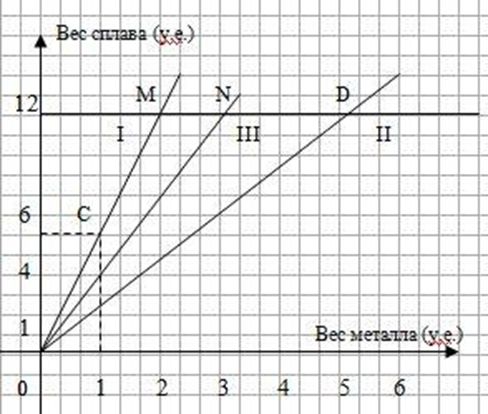 Вес сплава (у.е.)
12
M N D
I III II
6
C
4
1
Вес металла (у.е.)
0 1 2 3 4 5 6